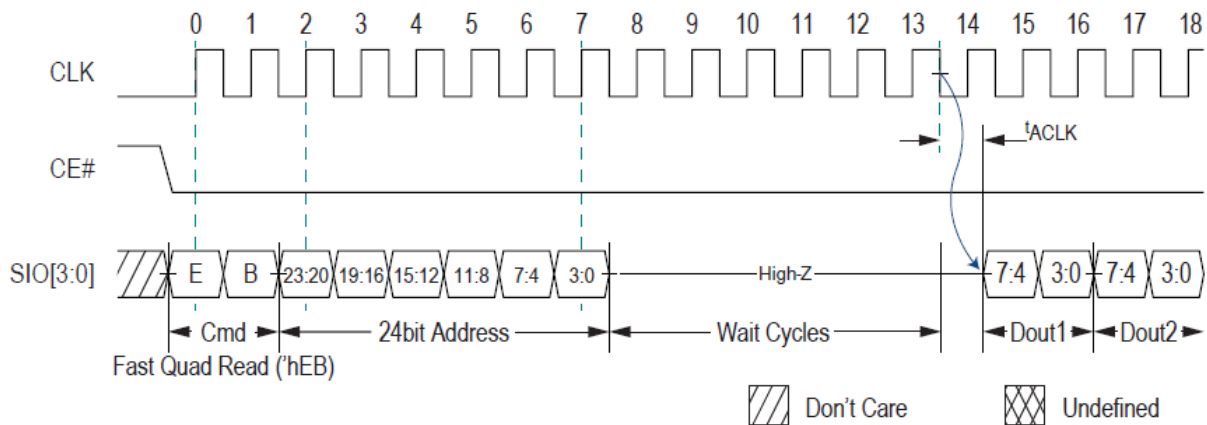 0 1 2 3 4 5 6 7 8 9 10 11 12 13 14 15 16 17 18
CLK
tACLK
CE#
SIO[3:0] E B 23:20 19:16 15:12 11:8 7:4 3:0 High-Z 7:4 3:0 7:4 3:0
Cmd 24bit Address Wait Cycles Dout1 Dout2
Fast Quad Read ('hEB)
Don't Care Undefined